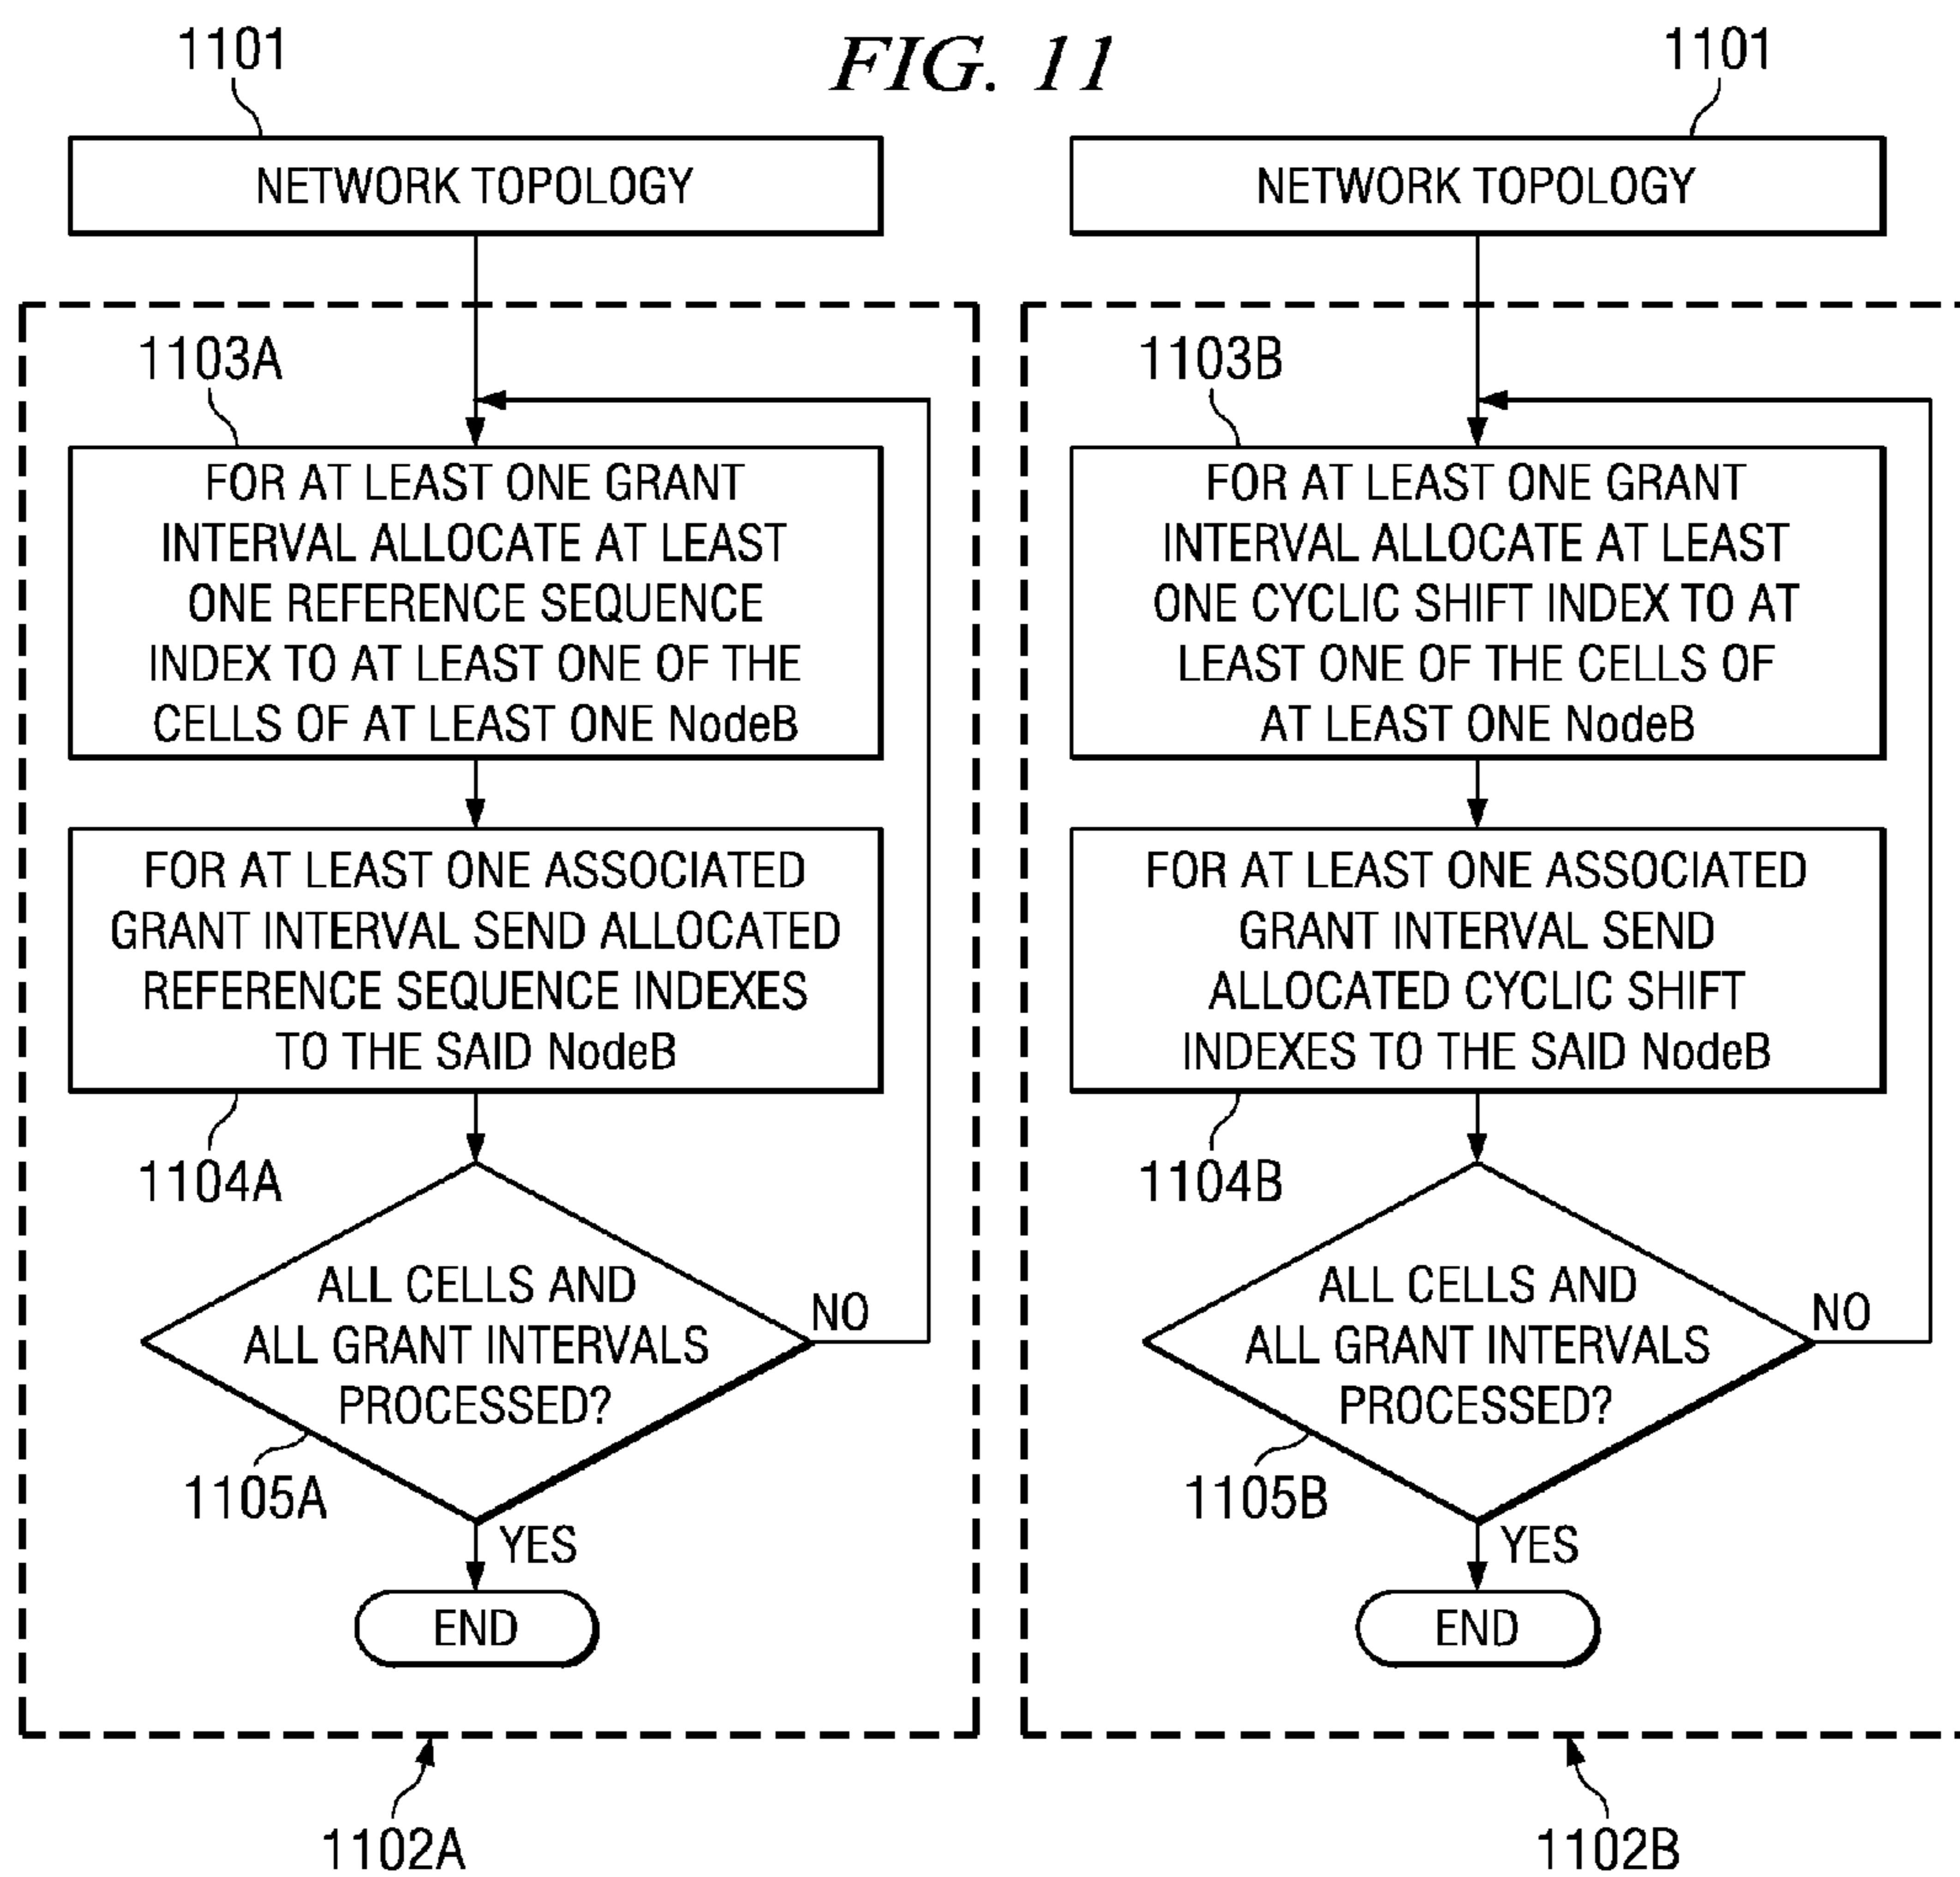 FIG. 11
1101
NETWORK TOPOLOGY
1103A
FOR AT LEAST ONE GRANT
INTERVAL ALLOCATE AT LEAST
ONE REFERENCE SEQUENCE
INDEX TO AT LEAST ONE OF THE
CELLS OF AT LEAST ONE NodeB
FOR AT LEAST ONE ASSOCIATED
GRANT INTERVAL SEND ALLOCATED
REFERENCE SEQUENCE INDEXES
TO THE SAID NodeB
1104A
ALL CELLS AND
ALL GRANT INTERVALS
PROCESSED?
NO
1105A
YES
END
1102A
1101
NETWORK TOPOLOGY
1103B
FOR AT LEAST ONE GRANT
INTERVAL ALLOCATE AT LEAST
ONE CYCLIC SHIFT INDEX TO AT
LEAST ONE OF THE CELLS OF
AT LEAST ONE NodeB
FOR AT LEAST ONE ASSOCIATED
GRANT INTERVAL SEND
ALLOCATED CYCLIC SHIFT
INDEXES TO THE SAID NodeB
1104B
ALL CELLS AND
ALL GRANT INTERVALS
PROCESSED?
NO
1105B
YES
END
1102B